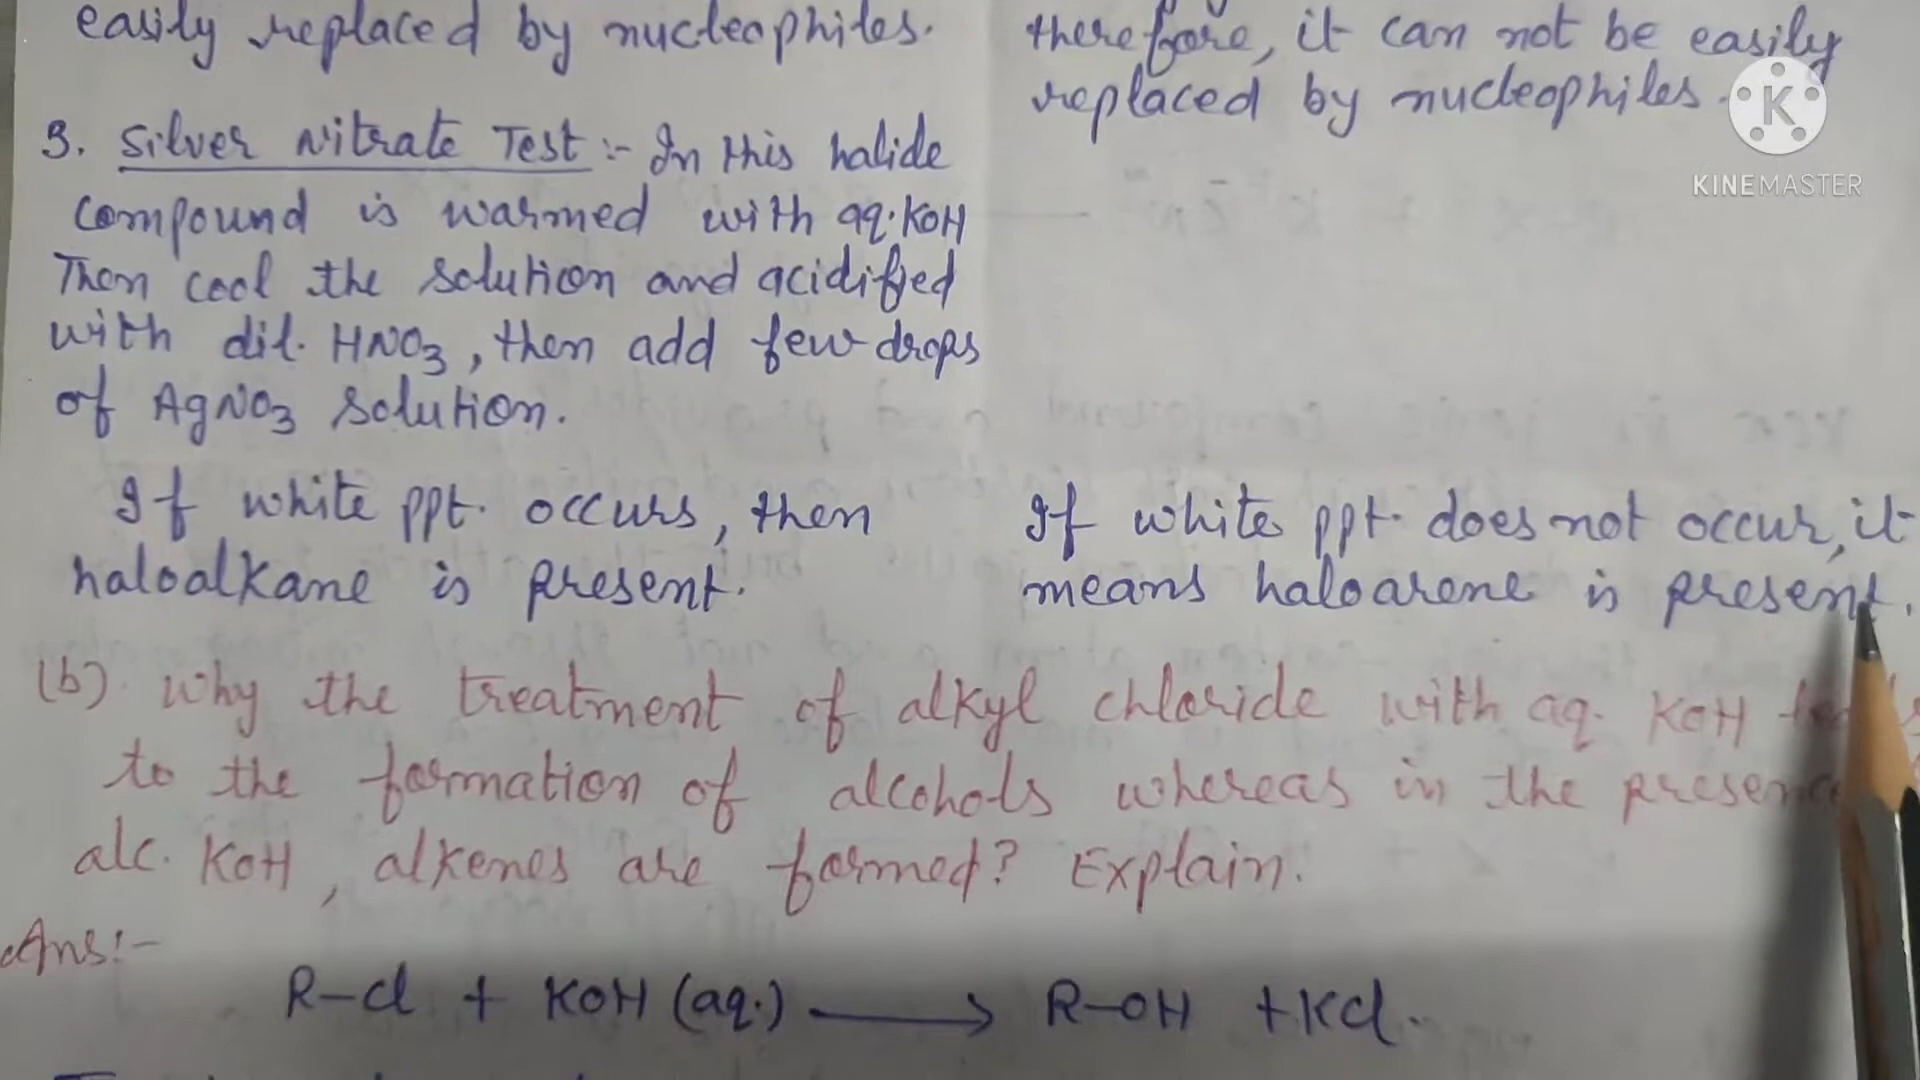 easily replaced by nucleophiles.
therefore, it can not be easily
replaced by nucleophiles.
3. Silver Nitrate Test :- In this halide
compound is warmed with aq. KOH
Then cool the solution and acidified
with dil. HNO3, then add few drops
of AgNO3 solution.
If white ppt. occurs, then
haloalkane is present.
If white ppt. does not occur, it
means haloarene is present.
(b) Why the treatment of alkyl chloride with aq. KOH
to the formation of alcohols whereas in the presence
alc. KOH, alkenes are formed? Explain.
Ans:-
R-Cl + KOH (aq.) ⟶ R-OH + KCl.
K
KINEMASTER